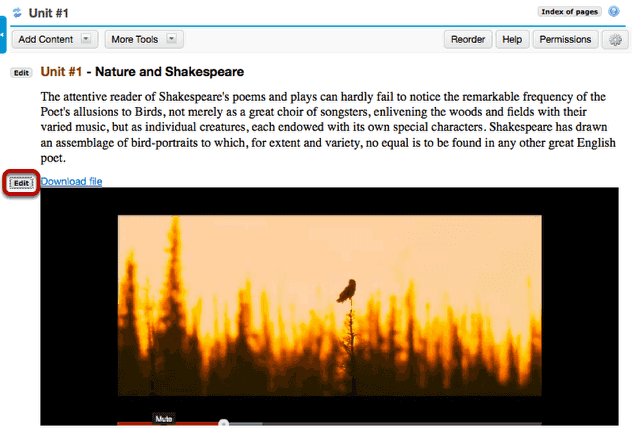 Unit #1 Index of pages
Add Content More Tools Reorder Help Permissions
Edit Unit #1 - Nature and Shakespeare
The attentive reader of Shakespeare's poems and plays can hardly fail to notice the remarkable frequency of the
Poet's allusions to Birds, not merely as a great choir of songsters, enlivening the woods and fields with their
varied music, but as individual creatures, each endowed with its own special characters. Shakespeare has drawn
an assemblage of bird-portraits to which, for extent and variety, no equal is to be found in any other great English
poet.
Edit Download file
Mute